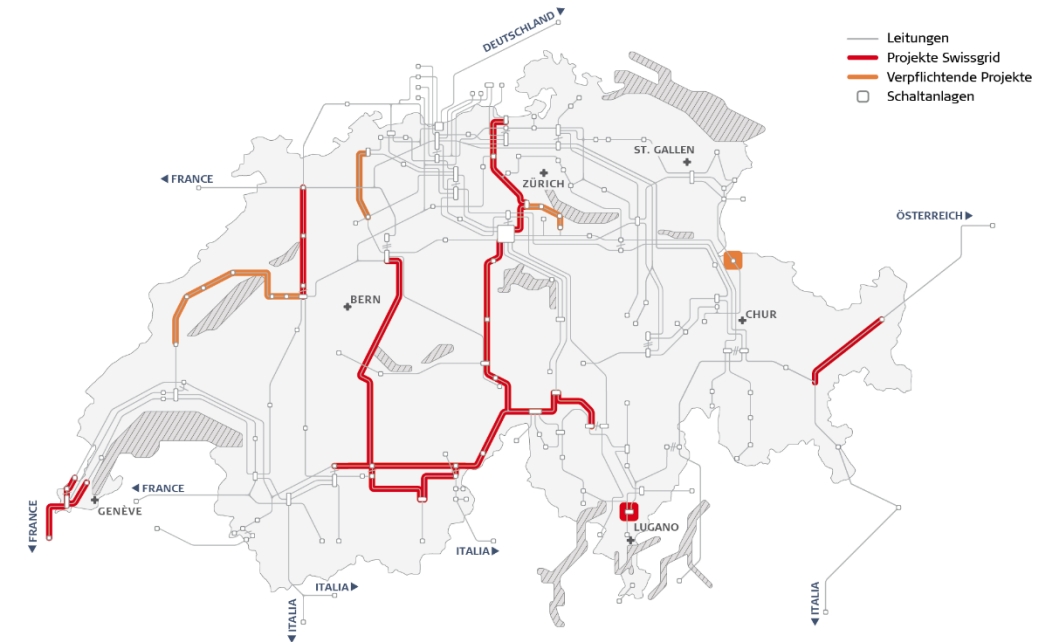 DEUTSCHLAND
Leitungen
Projekte Swissgrid
Verpflichtende Projekte
Schaltanlagen
ST. GALLEN
FRANCE
ZÜRICH
ÖSTERREICH
BERN
CHUR
FRANCE
GENÈVE
FRANCE
LUGANO
ITALIA
ITALIA
ITALIA
ITALIA